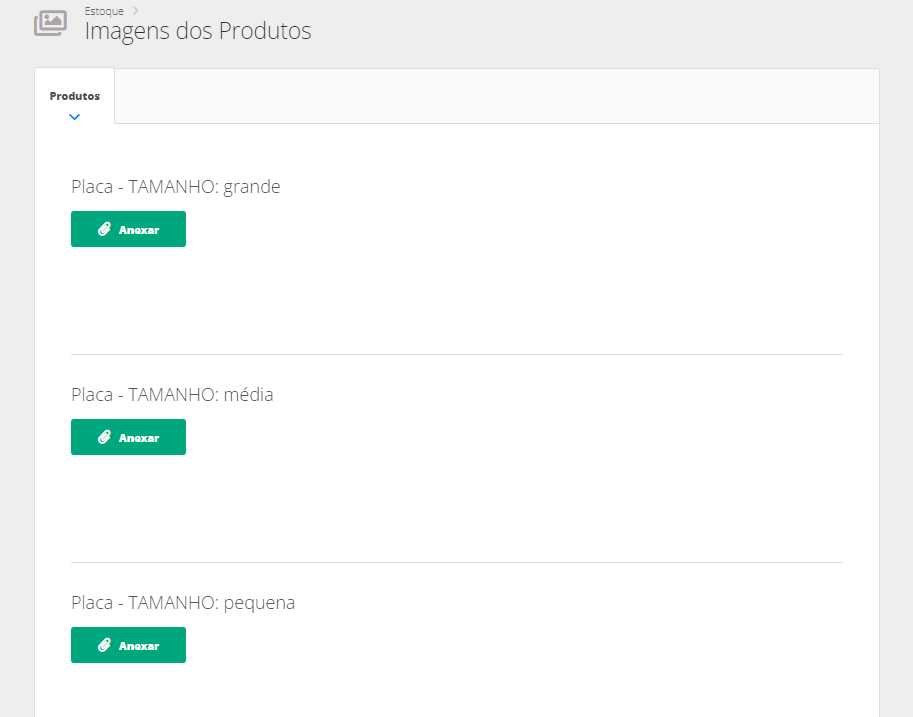 Estoque
Imagens dos Produtos
Produtos
Placa - TAMANHO: grande
Anexar
Placa - TAMANHO: média
Anexar
Placa - TAMANHO: pequena
Anexar